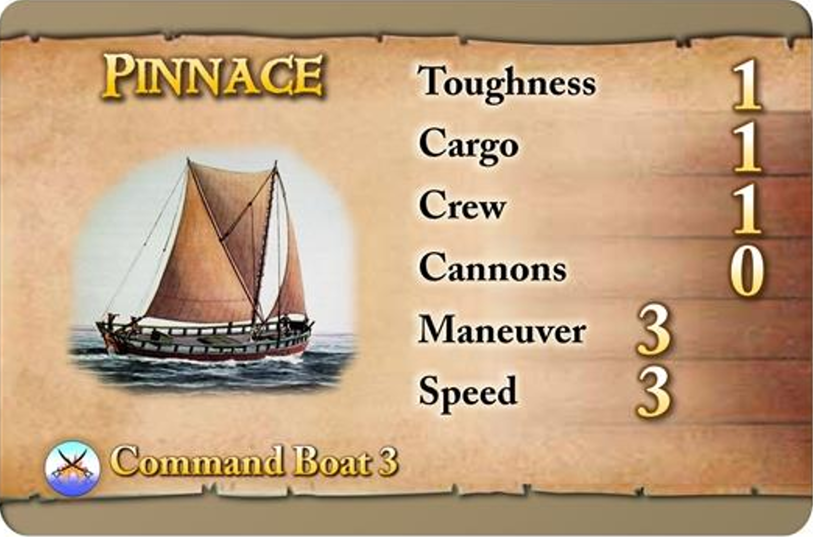 PINNACE
Toughness 1
Cargo 1
Crew 1
Cannons 0
Maneuver 3
Speed 3
Command Boat 3